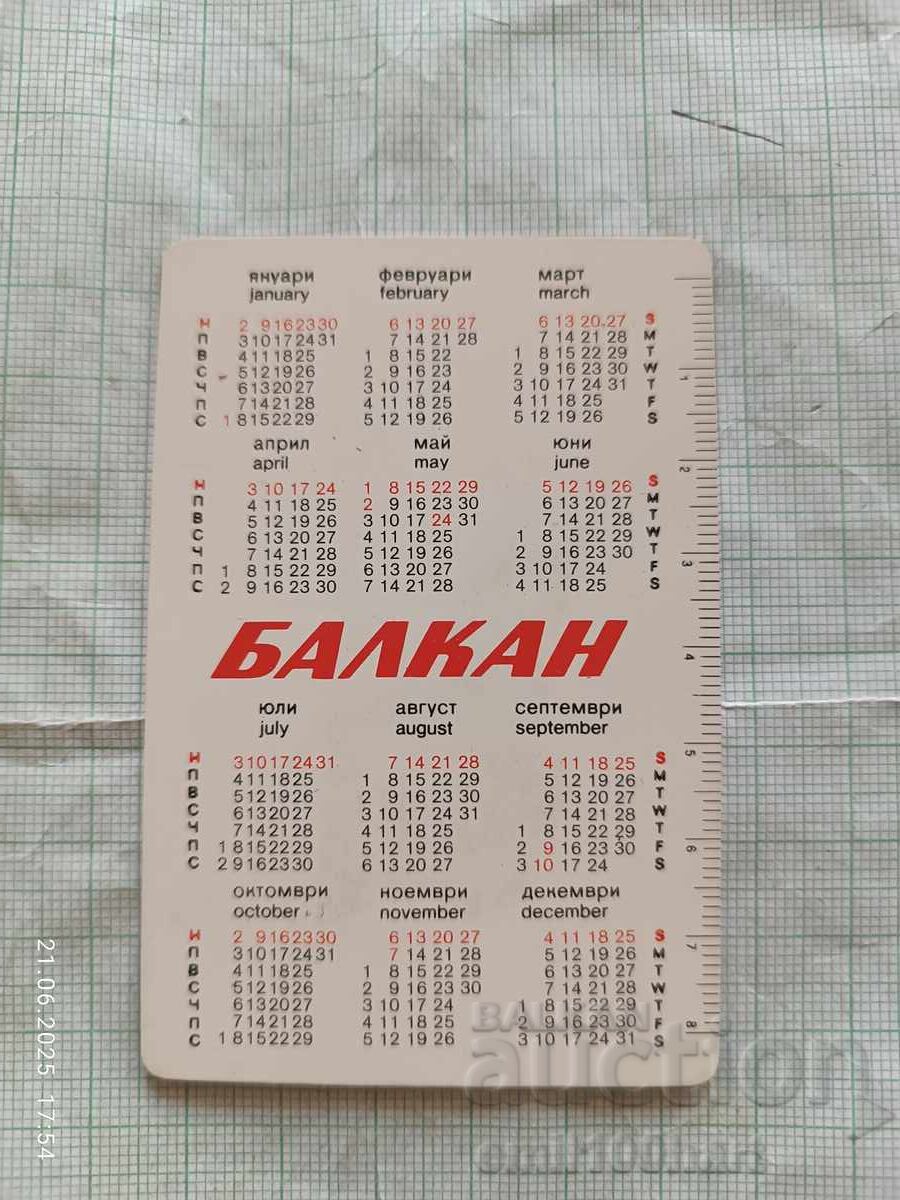 януари февруари март
january february march
Н 2 9 16 23 30 6 13 20 27 6 13 20 27 S
П 3 10 17 24 31 7 14 21 28 7 14 21 28 M
В 4 11 18 25 1 8 15 22 1 8 15 22 29 T
С 5 12 19 26 2 9 16 23 2 9 16 23 30 W
Ч 6 13 20 27 3 10 17 24 3 10 17 24 31 T
П 7 14 21 28 4 11 18 25 4 11 18 25 F
С 1 8 15 22 29 5 12 19 26 5 12 19 26 S
април май юни
april may june
Н 3 10 17 24 1 8 15 22 29 5 12 19 26 S
П 4 11 18 25 2 9 16 23 30 6 13 20 27 M
В 5 12 19 26 3 10 17 24 31 7 14 21 28 T
С 6 13 20 27 4 11 18 25 1 8 15 22 29 W
Ч 7 14 21 28 5 12 19 26 2 9 16 23 30 T
П 1 8 15 22 29 6 13 20 27 3 10 17 24 F
С 2 9 16 23 30 7 14 21 28 4 11 18 25 S
БАЛКАН
юли август септември
july august september
Н 3 10 17 24 31 7 14 21 28 4 11 18 25 S
П 4 11 18 25 1 8 15 22 29 5 12 19 26 M
В 5 12 19 26 2 9 16 23 30 6 13 20 27 T
С 6 13 20 27 3 10 17 24 31 7 14 21 28 W
Ч 7 14 21 28 4 11 18 25 1 8 15 22 29 T
П 1 8 15 22 29 5 12 19 26 2 9 16 23 30 F
С 2 9 16 23 30 6 13 20 27 3 10 17 24 S
октомври ноември декември
october november december
Н 2 9 16 23 30 6 13 20 27 4 11 18 25 S
П 3 10 17 24 31 7 14 21 28 5 12 19 26 M
В 4 11 18 25 1 8 15 22 29 6 13 20 27 T
С 5 12 19 26 2 9 16 23 30 7 14 21 28 W
Ч 6 13 20 27 3 10 17 24 1 8 15 22 29 T
П 7 14 21 28 4 11 18 25 2 9 16 23 30 F
С 1 8 15 22 29 5 12 19 26 3 10 17 24 31 S
1
2
3
4
5
6
7
8
21.06.2025 17:54
BALKAN
auction